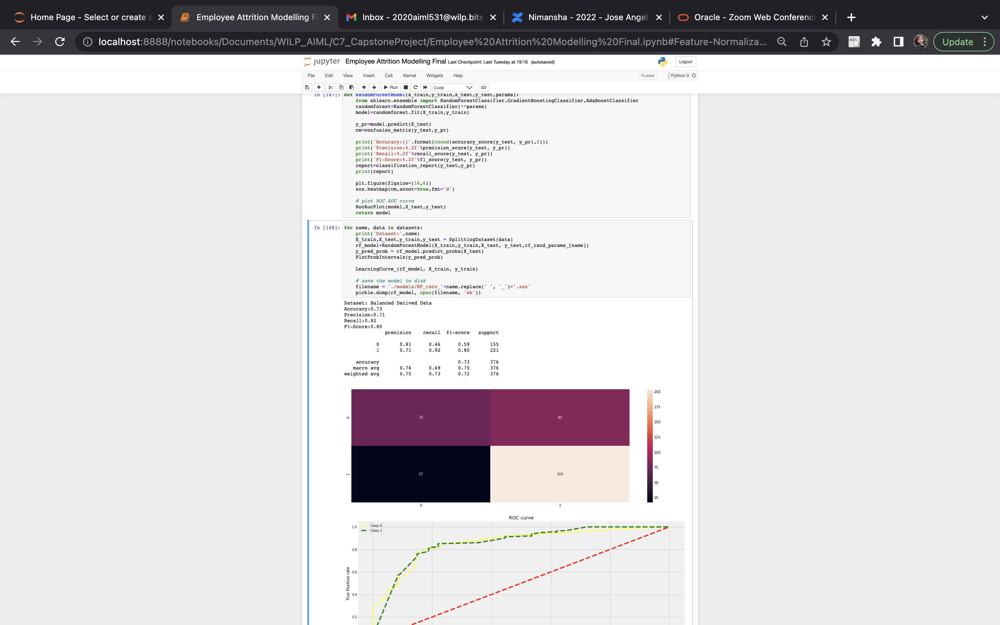 Home Page - Select or create a
Employee Attrition Modelling Fi
Inbox - 2020aiml531@wilp.bits
Nimansha - 2022 - Jose Angel
Oracle - Zoom Web Conferenci
localhost:8888/notebooks/Documents/WILP_AIML/C7_CapstoneProject/Employee%20Attrition%20Modelling%20Final.ipynb#Feature-Normaliza...
Update
jupyter Employee Attrition Modelling Final Last Checkpoint: Last Tuesday at 19:16 (autosaved)
Logout
File Edit View Insert Cell Kernel Widgets Help
Trusted
Python 3
Run
Code
In [147]: def RandomForestModel(X_train,y_train,X_test,y_test,params):
from sklearn.ensemble import RandomForestClassifier,GradientBoostingClassifier,AdaBoostClassifier
randomforest=RandomForestClassifier(**params)
model=randomforest.fit(X_train,y_train)
y_pr=model.predict(X_test)
cm=confusion_matrix(y_test,y_pr)
print('Accuracy:{}'.format(round(accuracy_score(y_test, y_pr),2)))
print('Precision:%.2f'%precision_score(y_test, y_pr))
print('Recall:%.2f'%recall_score(y_test, y_pr))
print('F1-Score:%.2f'%f1_score(y_test, y_pr))
report=classification_report(y_test,y_pr)
print(report)
plt.figure(figsize=(16,6))
sns.heatmap(cm,annot=True,fmt='d')
# plot ROC AUC curve
RocAucPlot(model,X_test,y_test)
return model
In [148]: for name, data in datasets:
print('Dataset:',name)
X_train,X_test,y_train,y_test = SplittingDataset(data)
rf_model=RandomForestModel(X_train,y_train,X_test, y_test,rf_rand_params_[name])
y_pred_prob = rf_model.predict_proba(X_test)
PlotProbIntervals(y_pred_prob)
LearningCurve_(rf_model, X_train, y_train)
# save the model to disk
filename = './models/RF_rscv_'+name.replace(' ', '_')+'.sav'
pickle.dump(rf_model, open(filename, 'wb'))
Dataset: Balanced Derived Data
Accuracy:0.73
Precision:0.71
Recall:0.92
F1-Score:0.80
precision recall f1-score support
0 0.81 0.46 0.59 155
1 0.71 0.92 0.80 221
accuracy 0.73 376
macro avg 0.76 0.69 0.70 376
weighted avg 0.75 0.73 0.72 376
200
175
150
125
100
75
50
25
0 72 83
1 17 204
0 1
ROC curve
Class 0
Class 1
True Positive rate
1.0
0.8
0.6
0.4
0.2